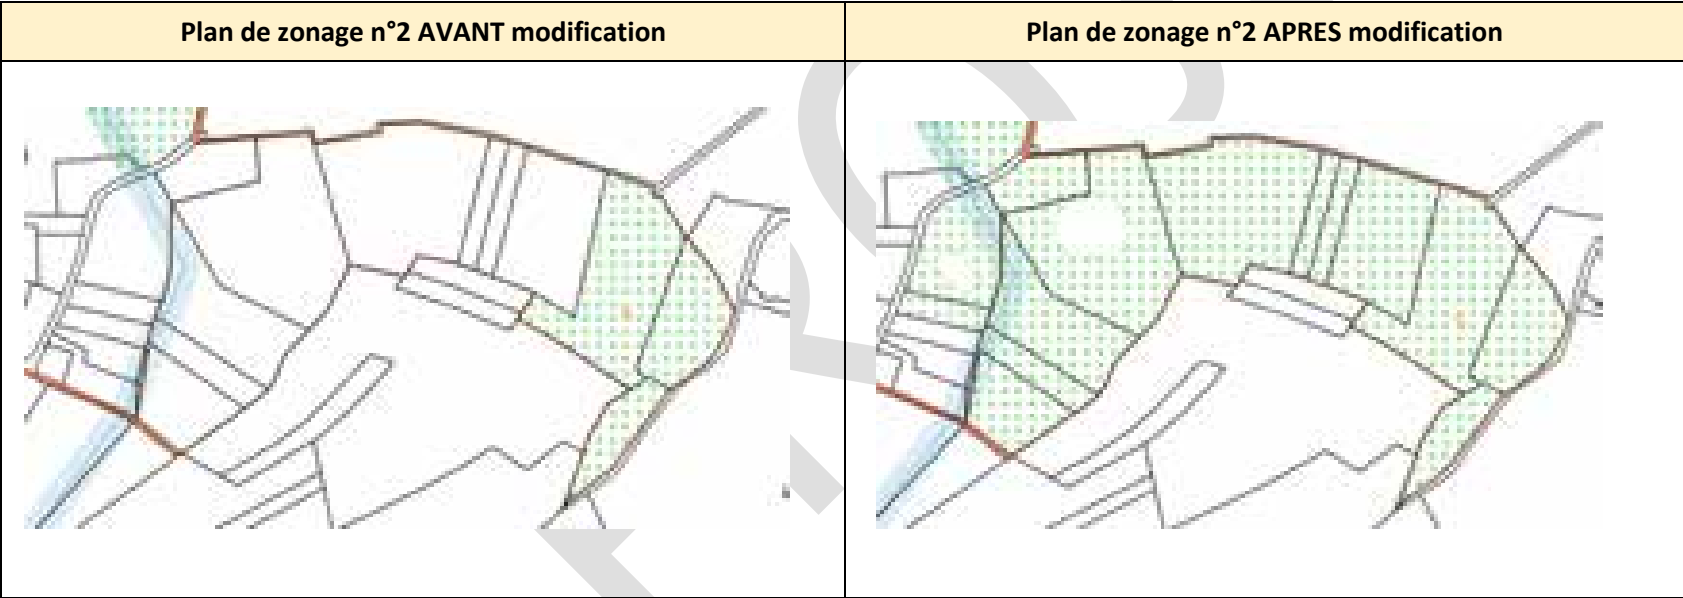 Plan de zonage n°2 AVANT modification
Plan de zonage n°2 APRES modification